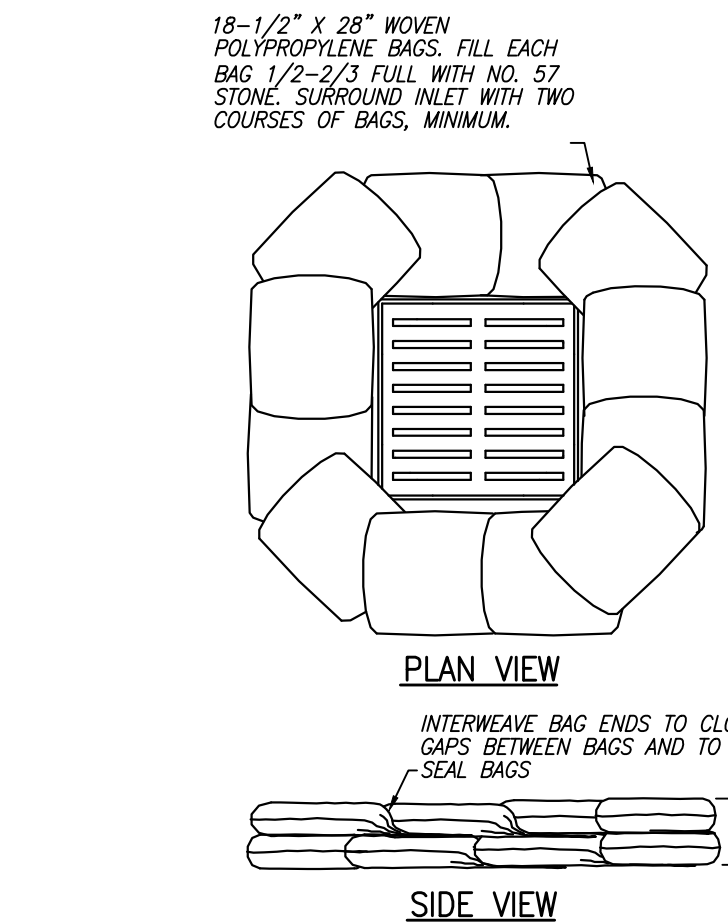 18-1/2" X 28" WOVEN
POLYPROPYLENE BAGS. FILL EACH
BAG 1/2-2/3 FULL WITH NO. 57
STONE. SURROUND INLET WITH TWO
COURSES OF BAGS, MINIMUM.
PLAN VIEW
INTERWEAVE BAG ENDS TO
GAPS BETWEEN BAGS AND TO
SEAL BAGS
SIDE VIEW